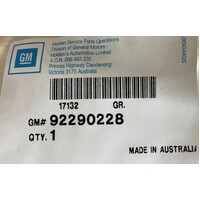 Holden Service Parts Operations
Division of General Motors -
Holden's Automotive Limited
A.C.N. 006 893 232
Princes Highway Dandenong
Victoria 3175 Australia
GM
17132 GR.
GM# 92290228
QTY. 1
MADE IN AUSTRALIA